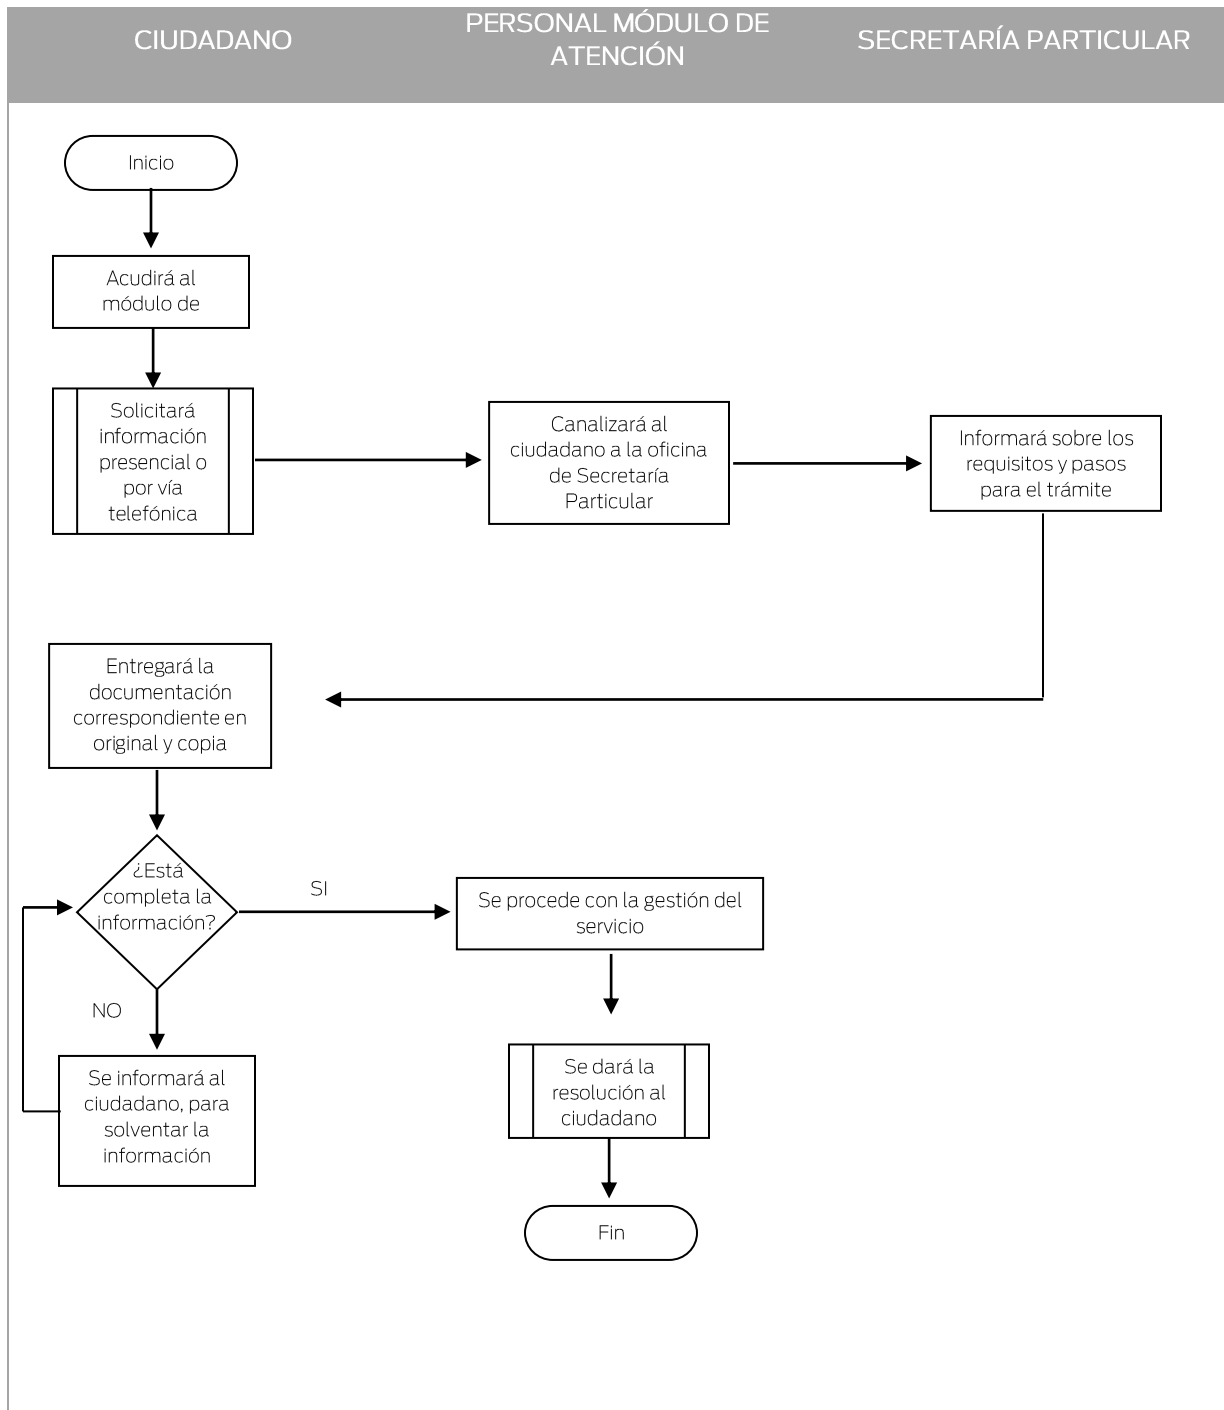 CIUDADANO
PERSONAL MÓDULO DE
ATENCIÓN
SECRETARÍA PARTICULAR
Inicio
Acudirá al
módulo de
Solicitará
información
presencial o
por vía
telefónica
Canalizará al
ciudadano a la oficina
de Secretaría
Particular
Informará sobre los
requisitos y pasos
para el trámite
Entregará la
documentación
correspondiente en
original y copia
¿Está
completa la
información?
SI
Se procede con la gestión del
servicio
NO
Se informará al
ciudadano, para
solventar la
información
Se dará la
resolución al
ciudadano
Fin